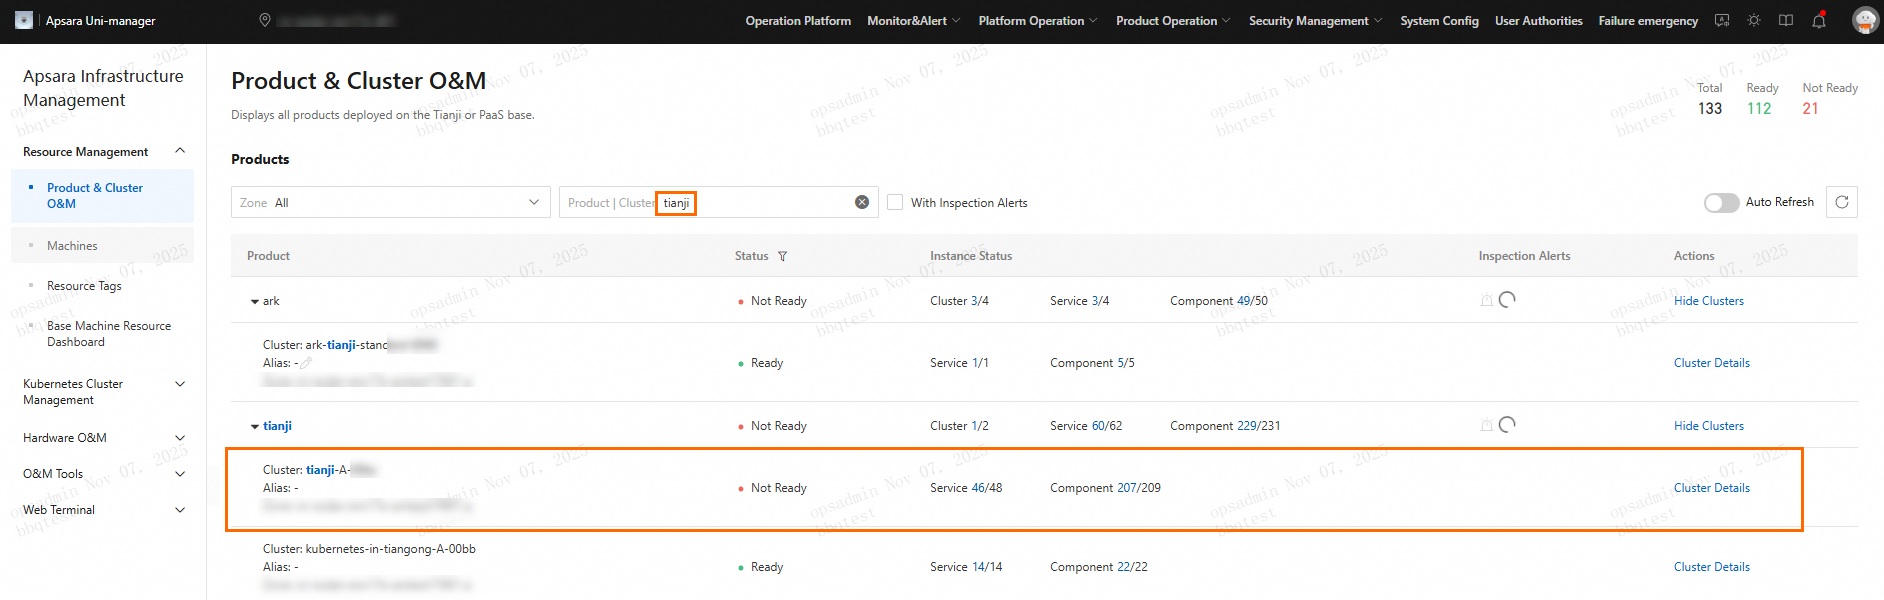 Apsara Uni-manager
Operation Platform Monitor&Alert Platform Operation Product Operation Security Management System Config User Authorities Failure emergency
Apsara Infrastructure
Management
Resource Management
Product & Cluster
O&M
Machines
Resource Tags
Base Machine Resource
Dashboard
Kubernetes Cluster
Management
Hardware O&M
O&M Tools
Web Terminal
Product & Cluster O&M
Displays all products deployed on the Tianji or PaaS base.
Total Ready Not Ready
133 112 21
Products
Zone All Product | Cluster tianji With Inspection Alerts Auto Refresh
Product Status Instance Status Inspection Alerts Actions
ark Not Ready Cluster 3/4 Service 3/4 Component 49/50 Hide Clusters
Cluster: ark-tianji-stand
Alias: - Ready Service 1/1 Component 5/5 Cluster Details
tianji Not Ready Cluster 1/2 Service 60/62 Component 229/231 Hide Clusters
Cluster: tianji-A-
Alias: - Not Ready Service 46/48 Component 207/209 Cluster Details
Cluster: kubernetes-in-tiangong-A-00bb
Alias: - Ready Service 14/14 Component 22/22 Cluster Details
opsadmin Nov 07, 2025
bbqtest